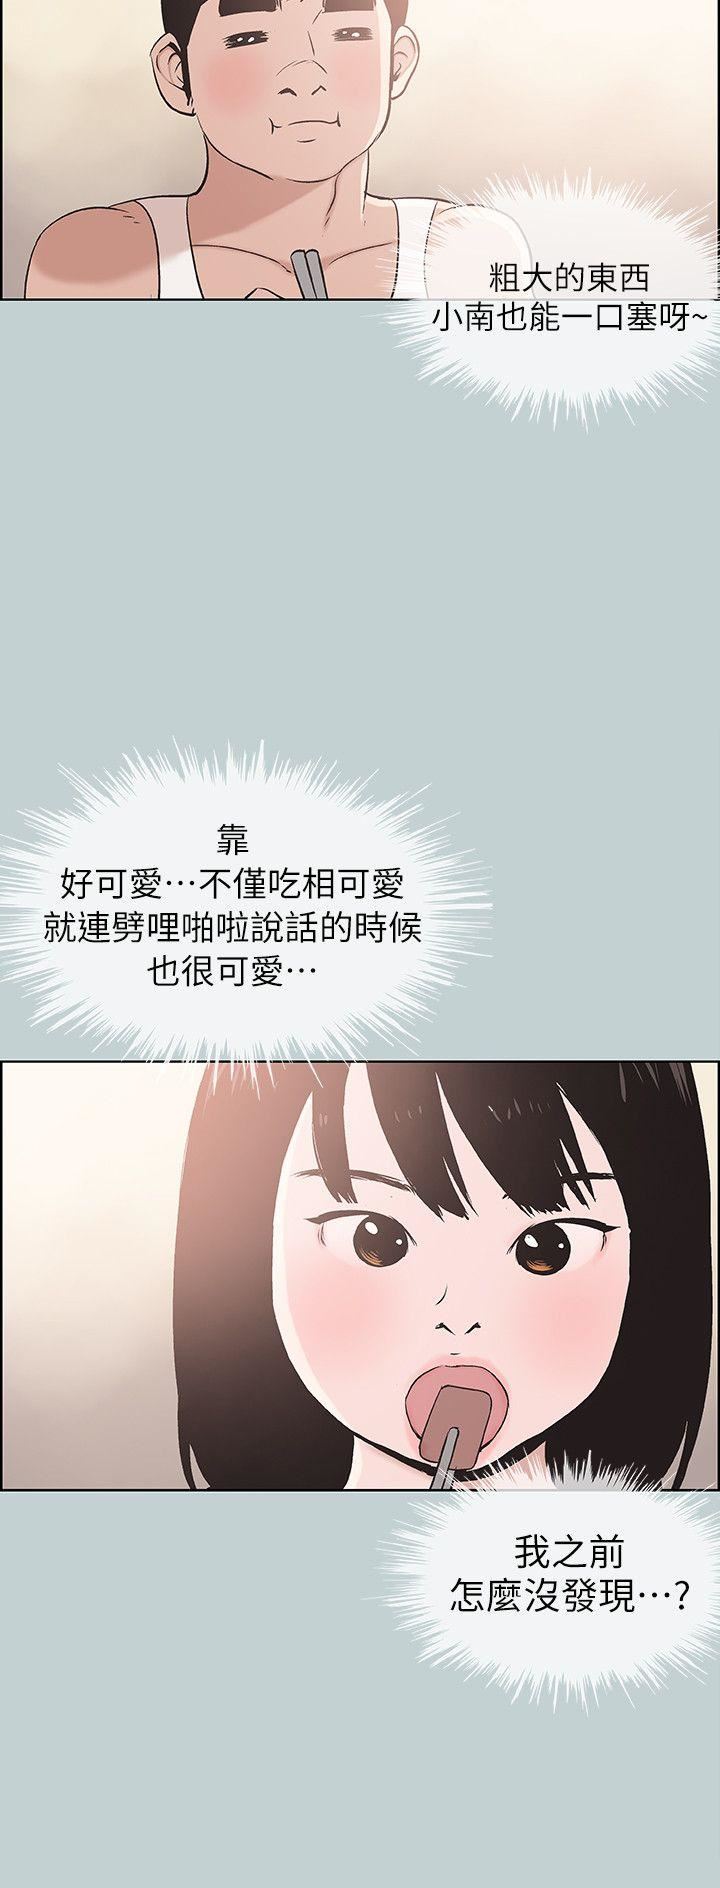 粗大的東西
小南也能一口塞呀~
靠
好可愛…不僅吃相可愛
就連劈哩啪啦說話的時候
也很可愛…
我之前
怎麼沒發現…?